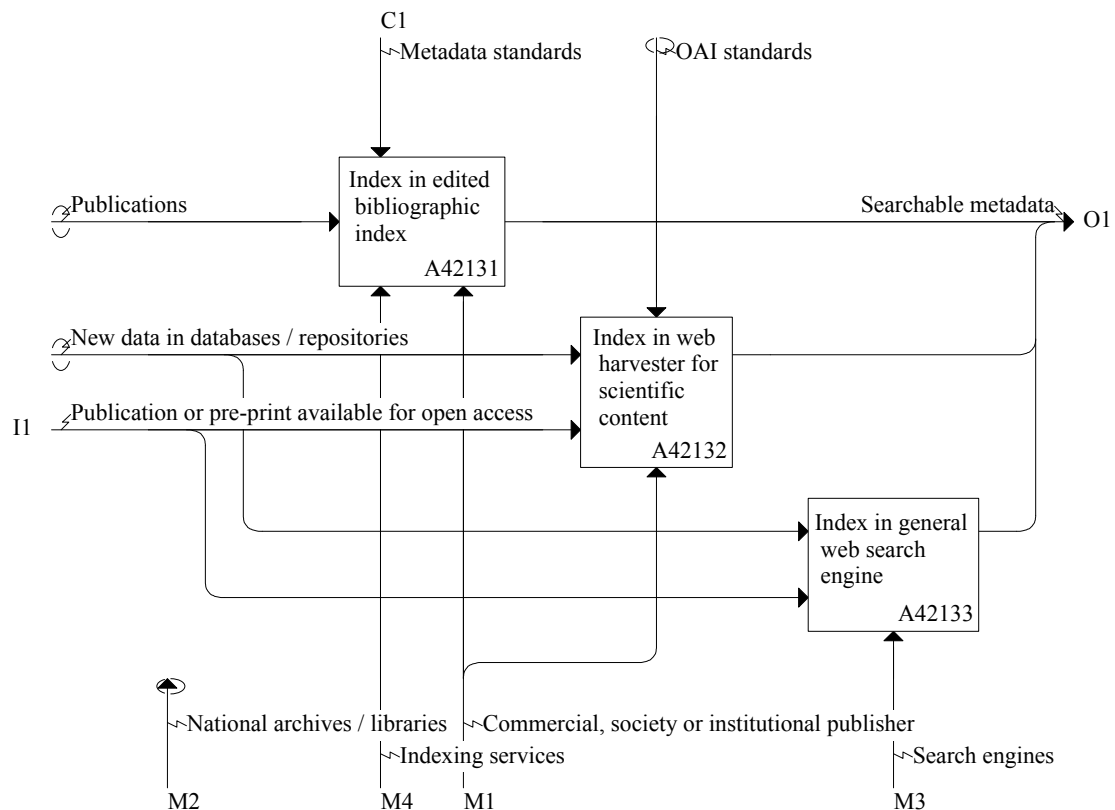 C1
Metadata standards
OAI standards
Index in edited
bibliographic
index
A42131
Publications
Searchable metadata
O1
New data in databases / repositories
Index in web
harvester for
scientific
content
A42132
Publication or pre-print available for open access
I1
Index in general
web search
engine
A42133
National archives / libraries
Commercial, society or institutional publisher
Indexing services
Search engines
M2
M4
M1
M3